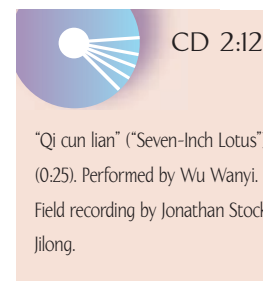 CD 2:12
“Qi cun lian” (“Seven-Inch Lotus”
(0:25). Performed by Wu Wanyi.
Field recording by Jonathan Stock
Jilong.